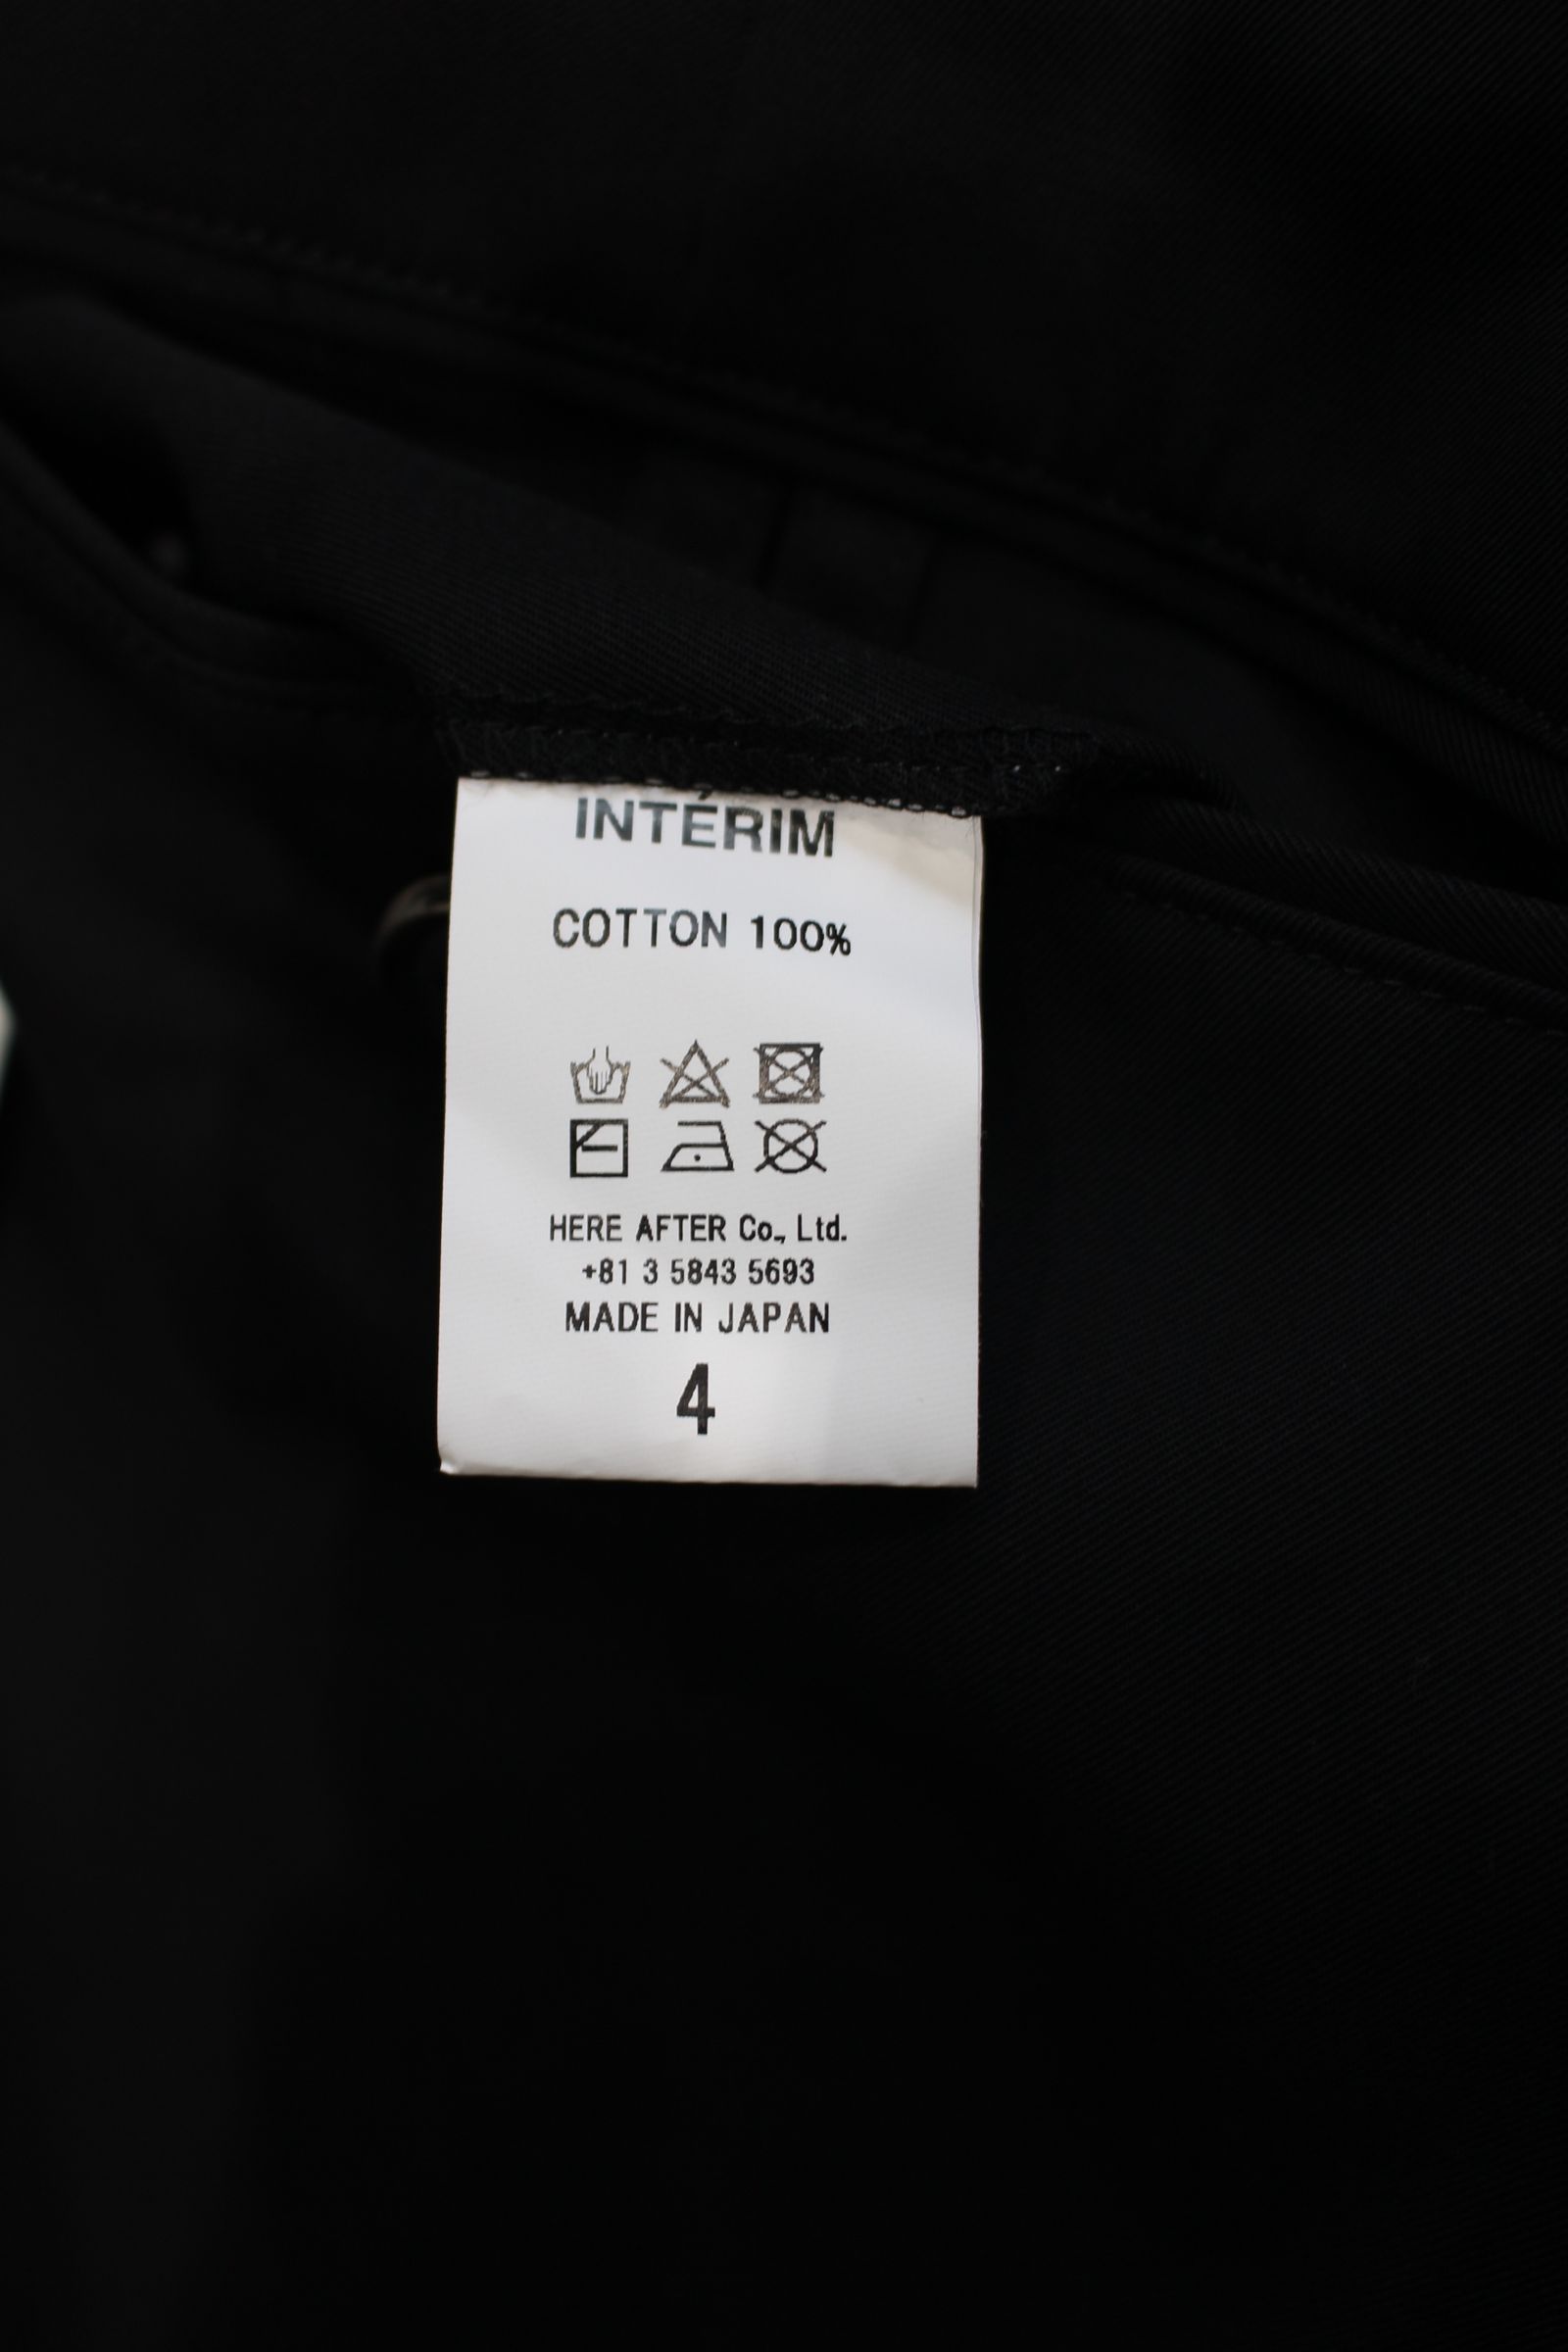 INTÉRIM
COTTON 100%
HERE AFTER Co., Ltd.
+81 3 5843 5693
MADE IN JAPAN
4